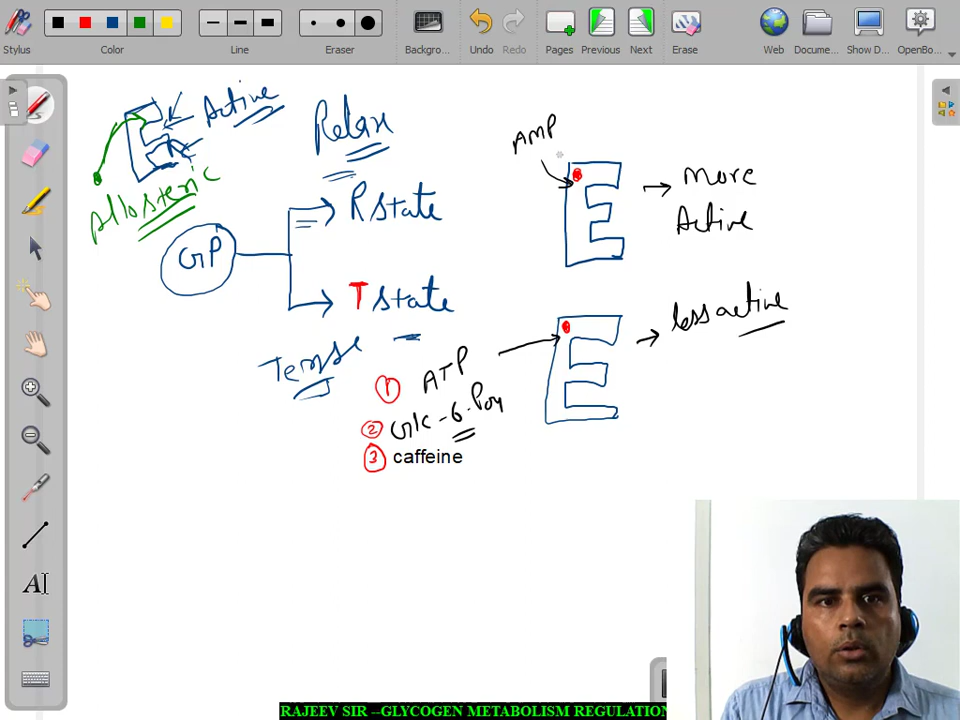 Stylus
Color
Line
Eraser
Backgro...
Undo
Redo
Pages
Previous
Next
Erase
Web
Docume...
Show D...
OpenBo...
Active
Allosteric
Relax
GP
R state
T state
Tense
AMP
E
More
Active
E
less active
1 ATP
2 Glc-6-Po4
3 caffeine
RAJEEV SIR --GLYCOGEN METABOLISM REGULATION